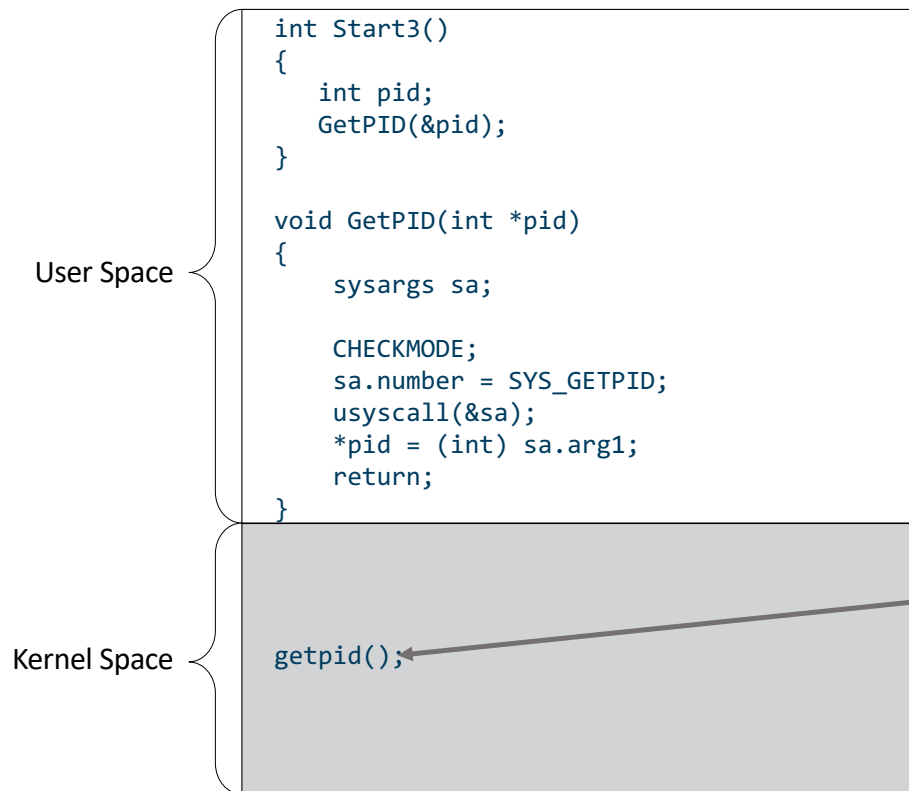 int Start3()
{
int pid;
GetPID(&pid);
}
void GetPID(int *pid)
{
sysargs sa;
CHECKMODE;
sa.number = SYS_GETPID;
usyscall(&sa);
*pid = (int) sa.arg1;
return;
}
User Space
getpid();
Kernel Space